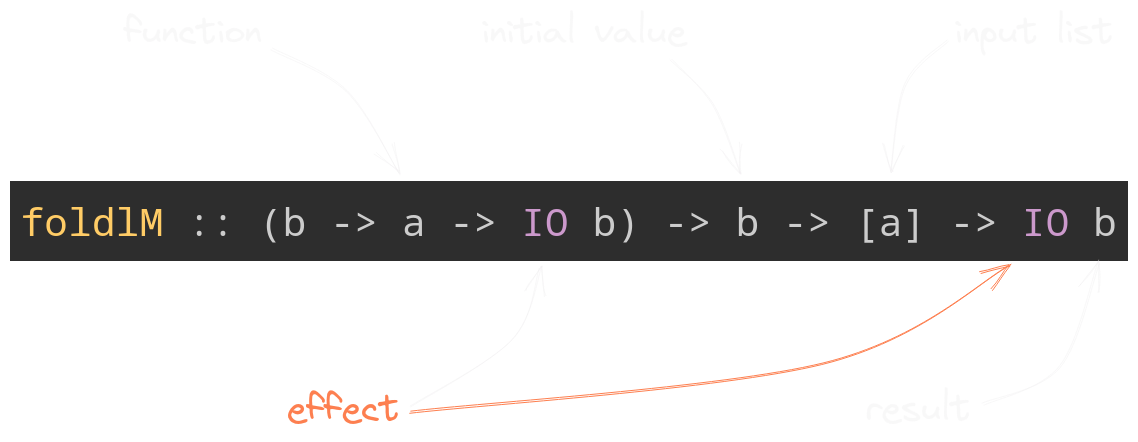 function initial value input list
foldlM :: (b -> a -> IO b) -> b -> [a] -> IO b
effect result